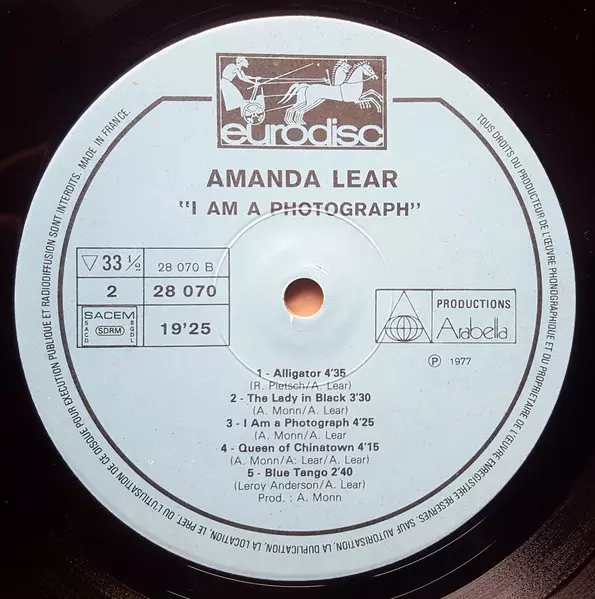 eurodisc
AMANDA LEAR
"I AM A PHOTOGRAPH"
▽ 33 1/2 28 070 B
2 28 070
SACEM
SACD SDRM SGDL
19'25
PRODUCTIONS
Arabella
Ⓟ 1977
1 - Alligator 4'35
(R. Pietsch/A. Lear)
2 - The Lady in Black 3'30
(A. Monn/A. Lear)
3 - I Am a Photograph 4'25
(A. Monn/A. Lear
4 - Queen of Chinatown 4'15
(A. Monn/A. Lear/A. Lear)
5 - Blue Tango 2'40
(Leroy Anderson/A. Lear)
Prod. : A. Monn
TOUS DROITS DU PRODUCTEUR DE L'ŒUVRE PHONOGRAPHIQUE ET DU PROPRIETAIRE DE L'ŒUVRE ENREGISTREE RESERVES. SAUF AUTORISATION, LA DUPLICATION, LA LOCATION, LE PRET, OU L'UTILISATION DE CE DISQUE POUR EXECUTION PUBLIQUE ET RADIODIFFUSION SONT INTERDITS. MADE IN FRANCE.